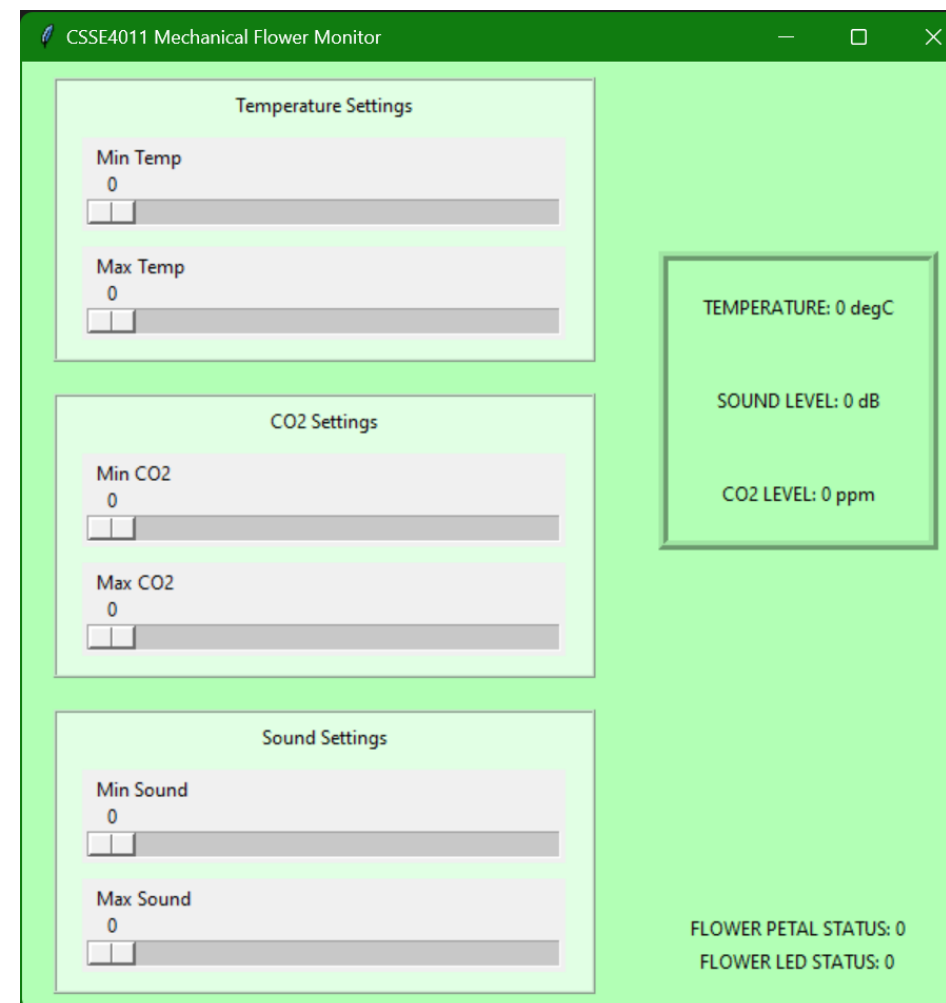 CSSE4011 Mechanical Flower Monitor
Temperature Settings
Min Temp
0
Max Temp
0
CO2 Settings
Min CO2
0
Max CO2
0
Sound Settings
Min Sound
0
Max Sound
0
TEMPERATURE: 0 degC
SOUND LEVEL: 0 dB
CO2 LEVEL: 0 ppm
FLOWER PETAL STATUS: 0
FLOWER LED STATUS: 0